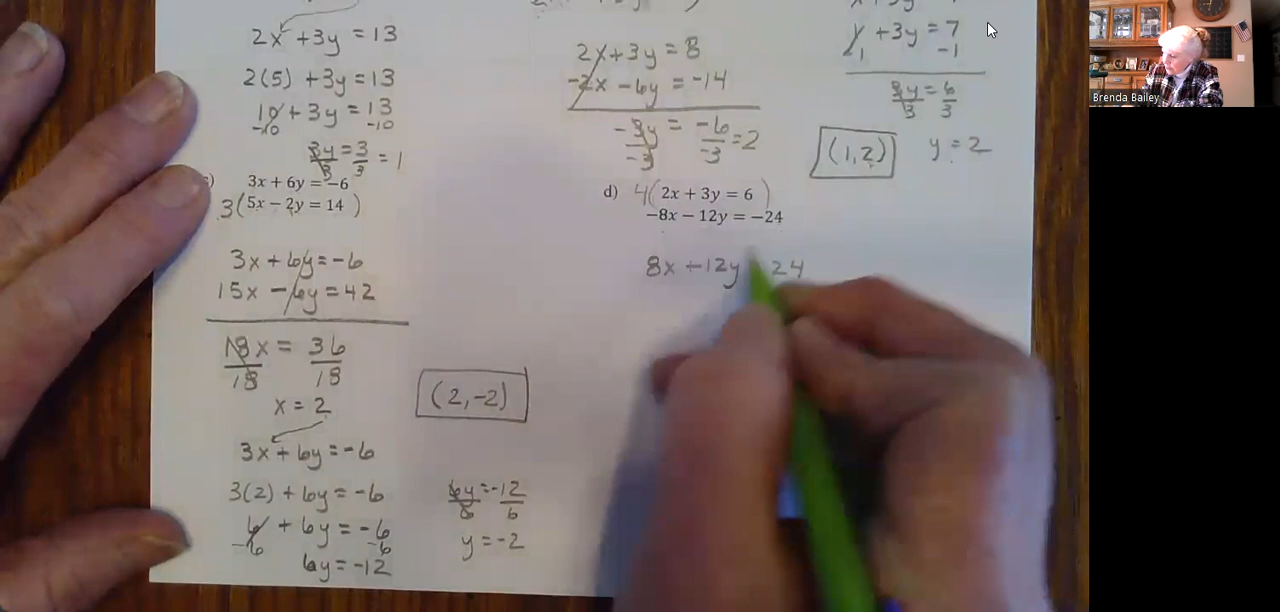 2x + 3y = 13
2(5) + 3y = 13
10 + 3y = 13
-10 -10
3y = 3 = 1
3 3
2x + 3y = 8
-2x - 6y = -14
-3y = -6 = 2
-3 -3
+ 3y = 7
-1 -1
3y = 6
3 3
(1, 2) y = 2
3x + 6y = -6
3(5x - 2y = 14)
3x + 6y = -6
15x - 6y = 42
18x = 36
18 18
x = 2
(2, -2)
3x + 6y = -6
3(2) + 6y = -6
6 + 6y = -6
-6 -6
6y = -12
6y = -12
6 6
y = -2
d) 4(2x + 3y = 6)
-8x - 12y = -24
8x + 12y 24
Brenda Bailey